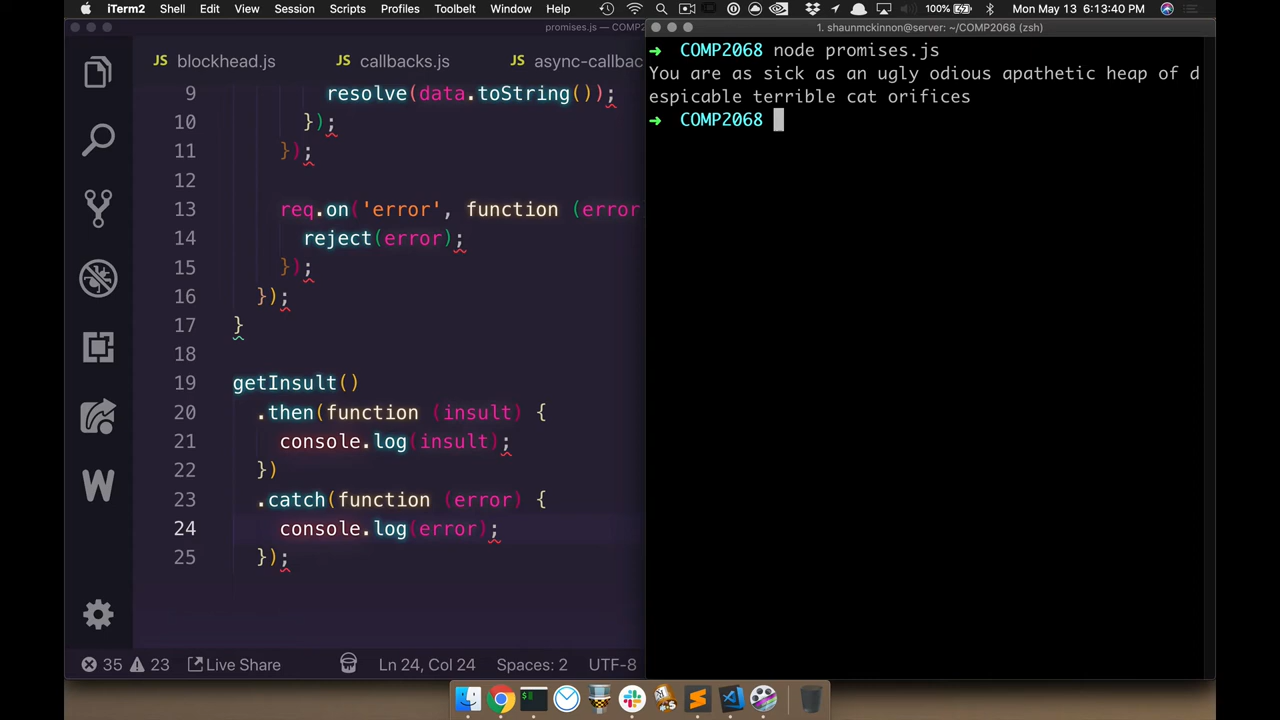 iTerm2 Shell Edit View Session Scripts Profiles Toolbelt Window Help 100% Mon May 13 6:13:40 PM
promises.js — COMP2
1. shaunmckinnon@server: ~/COMP2068 (zsh)
JS blockhead.js JS callbacks.js JS async-callbac
9 resolve(data.toString());
10 });
11 });
12
13 req.on('error', function (error
14 reject(error);
15 });
16 });
17 }
18
19 getInsult()
20 .then(function (insult) {
21 console.log(insult);
22 })
23 .catch(function (error) {
24 console.log(error);
25 });
35 23 Live Share Ln 24, Col 24 Spaces: 2 UTF-8
➜ COMP2068 node promises.js
You are as sick as an ugly odious apathetic heap of d
espicable terrible cat orifices
➜ COMP2068